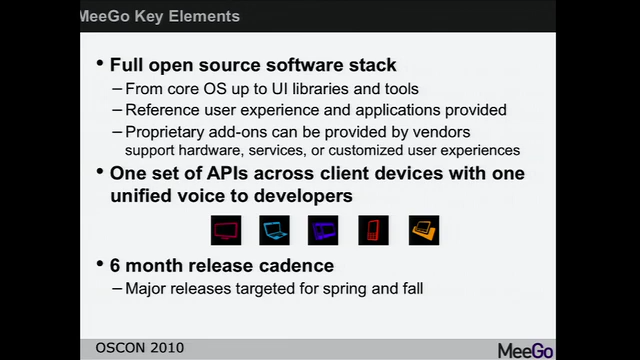 MeeGo Key Elements
• Full open source software stack
– From core OS up to UI libraries and tools
– Reference user experience and applications provided
– Proprietary add-ons can be provided by vendors
support hardware, services, or customized user experiences
• One set of APIs across client devices with one
unified voice to developers
• 6 month release cadence
– Major releases targeted for spring and fall
OSCON 2010
MeeGo